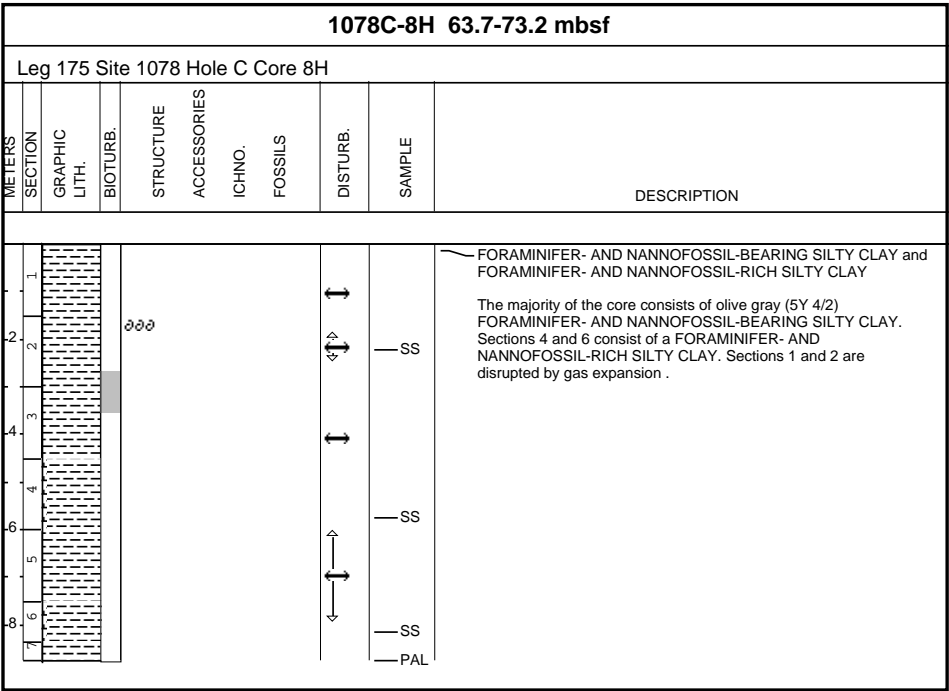 1078C-8H 63.7-73.2 mbsf
Leg 175 Site 1078 Hole C Core 8H
METERS
SECTION
GRAPHIC
LITH.
BIOTURB.
STRUCTURE
ACCESSORIES
ICHNO.
FOSSILS
DISTURB.
SAMPLE
DESCRIPTION
FORAMINIFER- AND NANNOFOSSIL-BEARING SILTY CLAY and
FORAMINIFER- AND NANNOFOSSIL-RICH SILTY CLAY
The majority of the core consists of olive gray (5Y 4/2)
FORAMINIFER- AND NANNOFOSSIL-BEARING SILTY CLAY.
Sections 4 and 6 consist of a FORAMINIFER- AND
NANNOFOSSIL-RICH SILTY CLAY. Sections 1 and 2 are
disrupted by gas expansion .
1
2
2
SS
3
4
4
SS
6
5
8
6
SS
7
PAL